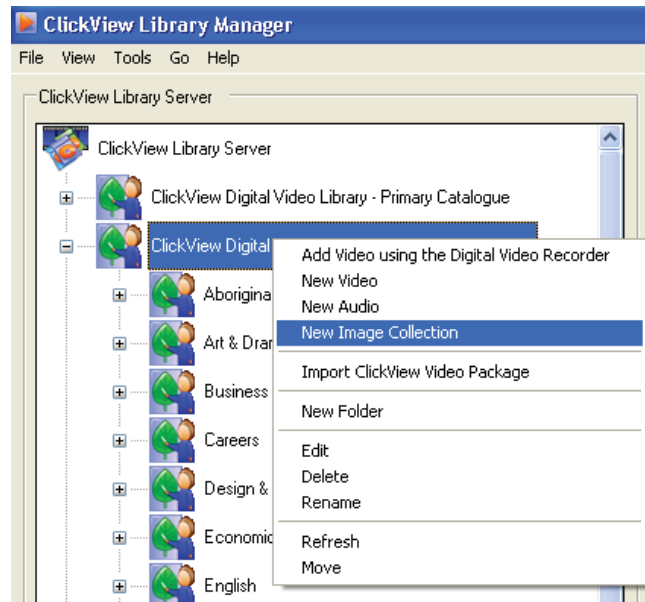 ClickView Library Manager
File View Tools Go Help
ClickView Library Server
ClickView Library Server
ClickView Digital Video Library - Primary Catalogue
ClickView Digital
Add Video using the Digital Video Recorder
New Video
New Audio
New Image Collection
Import ClickView Video Package
New Folder
Edit
Delete
Rename
Refresh
Move
Aborigina
Art & Drar
Business
Careers
Design &
Economic
English